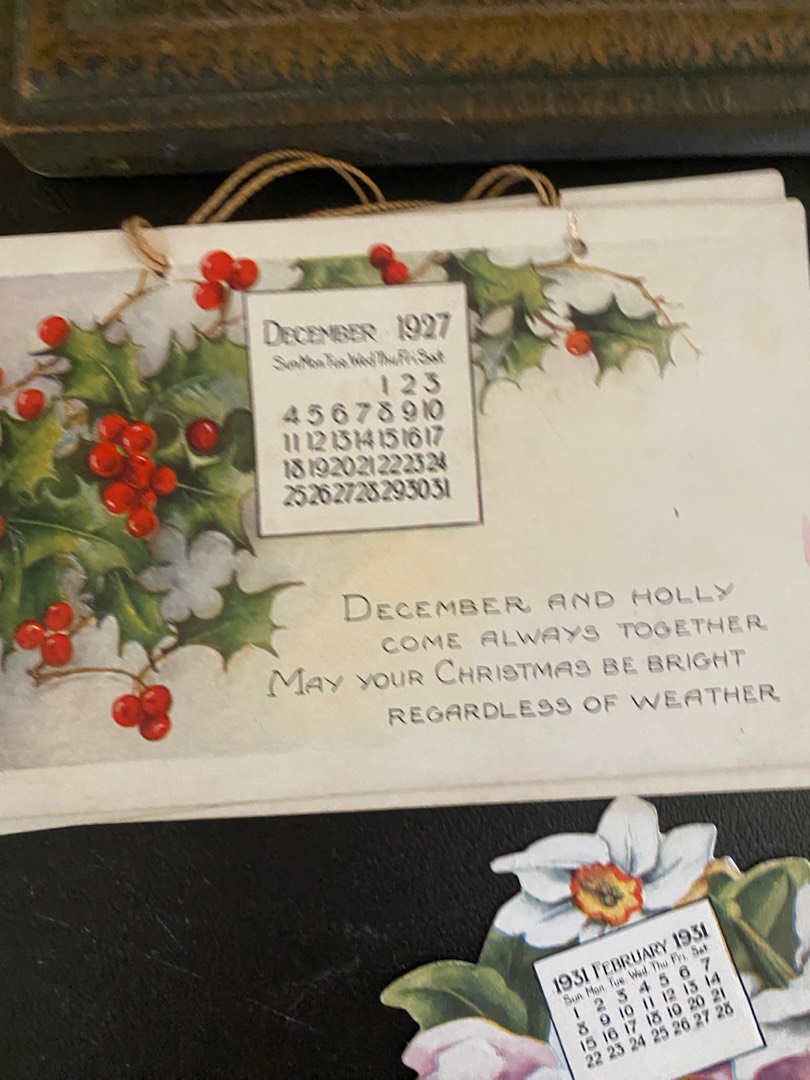 December 1927
Sun Mon Tue Wed Thu Fri Sat
1 2 3
4 5 6 7 8 9 10
11 12 13 14 15 16 17
18 19 20 21 22 23 24
25 26 27 28 29 30 31
December and holly
come always together
May your Christmas be bright
regardless of weather
1931 February 1931
Sun. Mon. Tue. Wed. Thu. Fri. Sat.
1 2 3 4 5 6 7
8 9 10 11 12 13 14
15 16 17 18 19 20 21
22 23 24 25 26 27 28